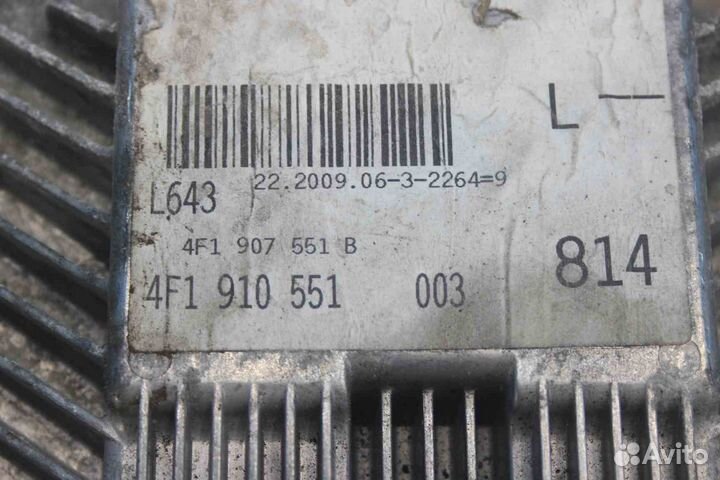 L —
22.2009.06-3-2264=9
L643
4F1 907 551 B
814
4F1 910 551 003
Avito